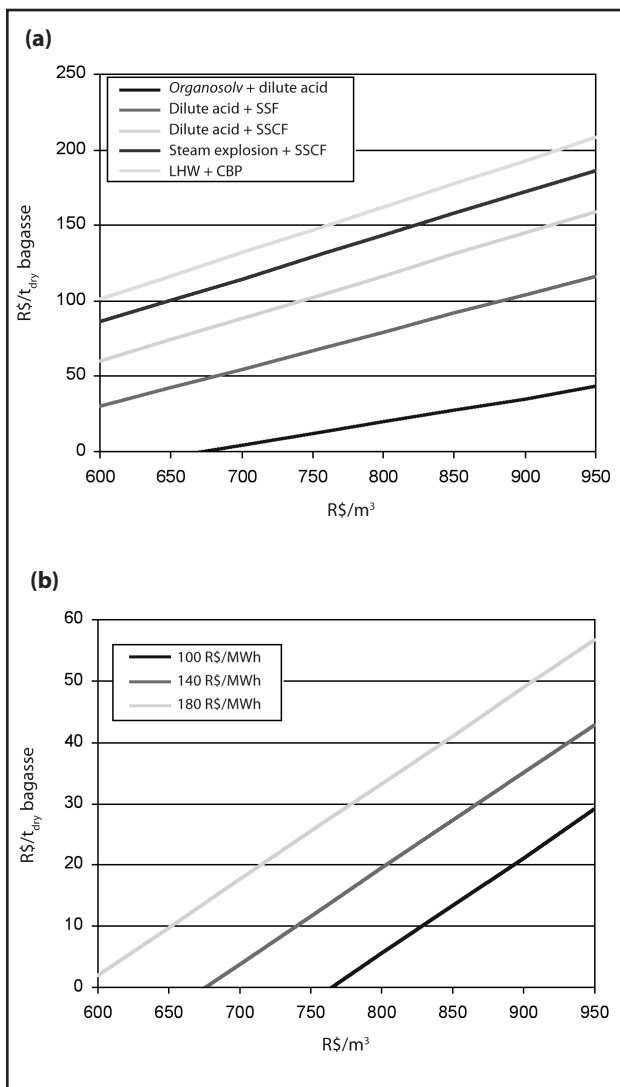 (a)
250
200
150
100
50
0
R$/t_dry bagasse
Organosolv + dilute acid
Dilute acid + SSF
Dilute acid + SSCF
Steam explosion + SSCF
LHW + CBP
600 650 700 750 800 850 900 950
R$/m³
(b)
60
50
40
30
20
10
0
R$/t_dry bagasse
100 R$/MWh
140 R$/MWh
180 R$/MWh
600 650 700 750 800 850 900 950
R$/m³